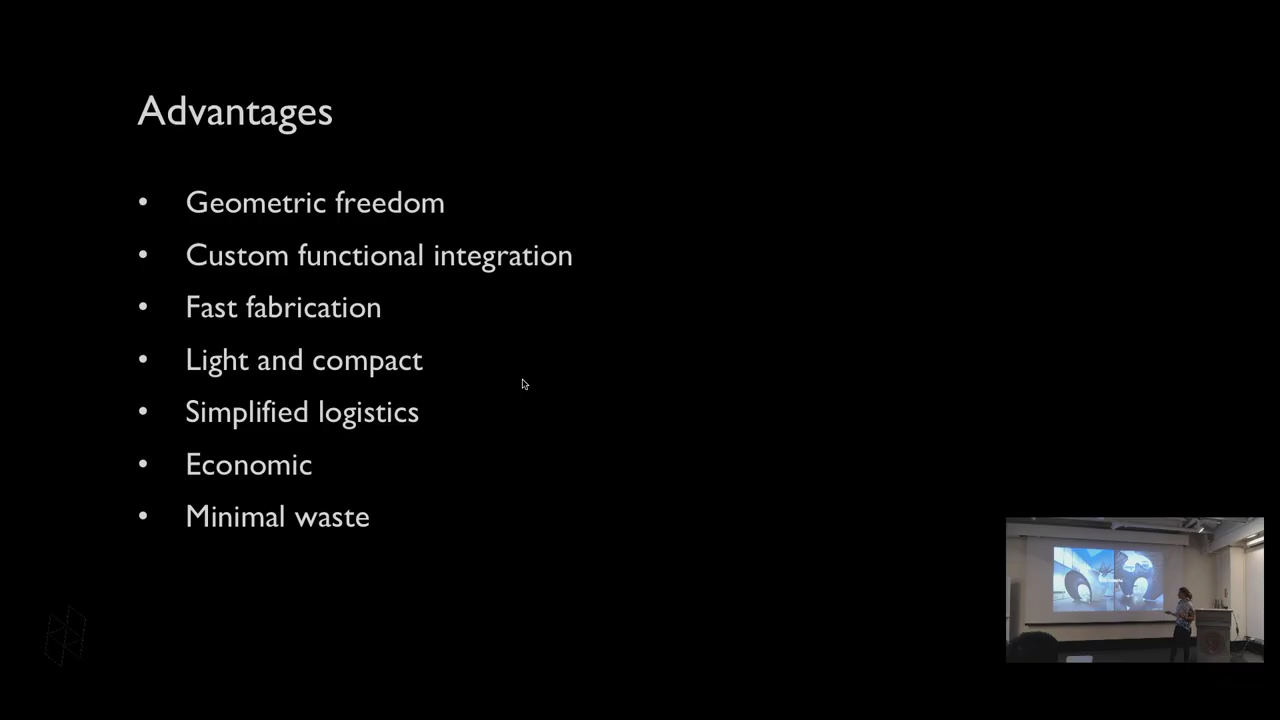 Advantages
• Geometric freedom
• Custom functional integration
• Fast fabrication
• Light and compact
• Simplified logistics
• Economic
• Minimal waste